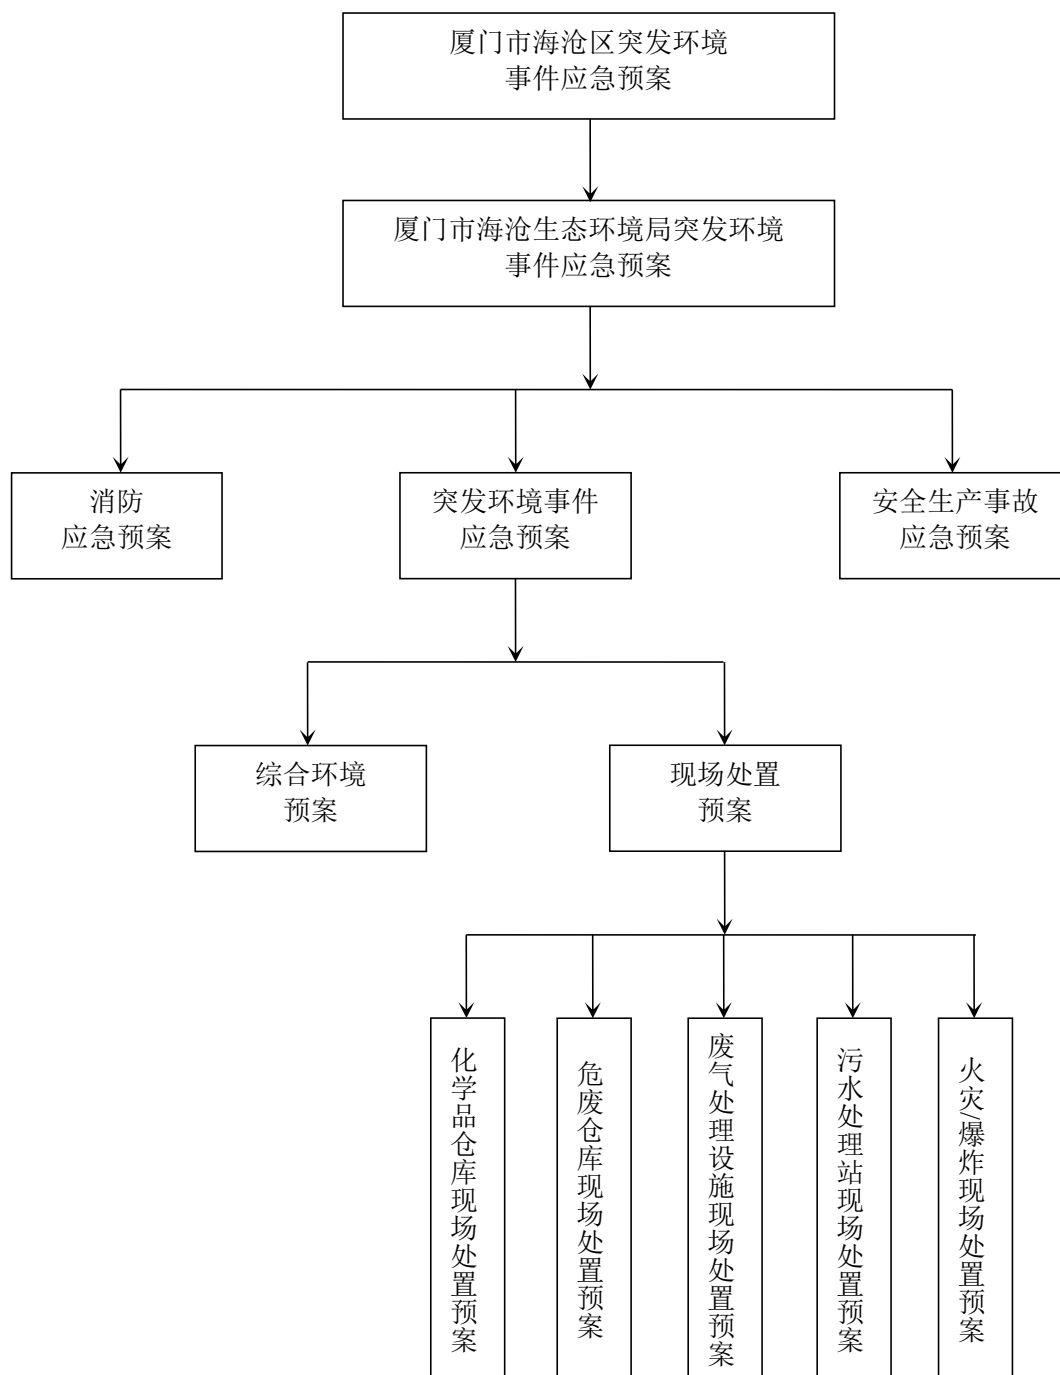 厦门市海沧区突发环境
事件应急预案
厦门市海沧生态环境局突发环境
事件应急预案
消防
应急预案
突发环境事件
应急预案
安全生产事故
应急预案
综合环境
预案
现场处置
预案
化学品仓库现场处置预案
危废仓库现场处置预案
废气处理设施现场处置预案
污水处理站现场处置预案
火灾/爆炸现场处置预案